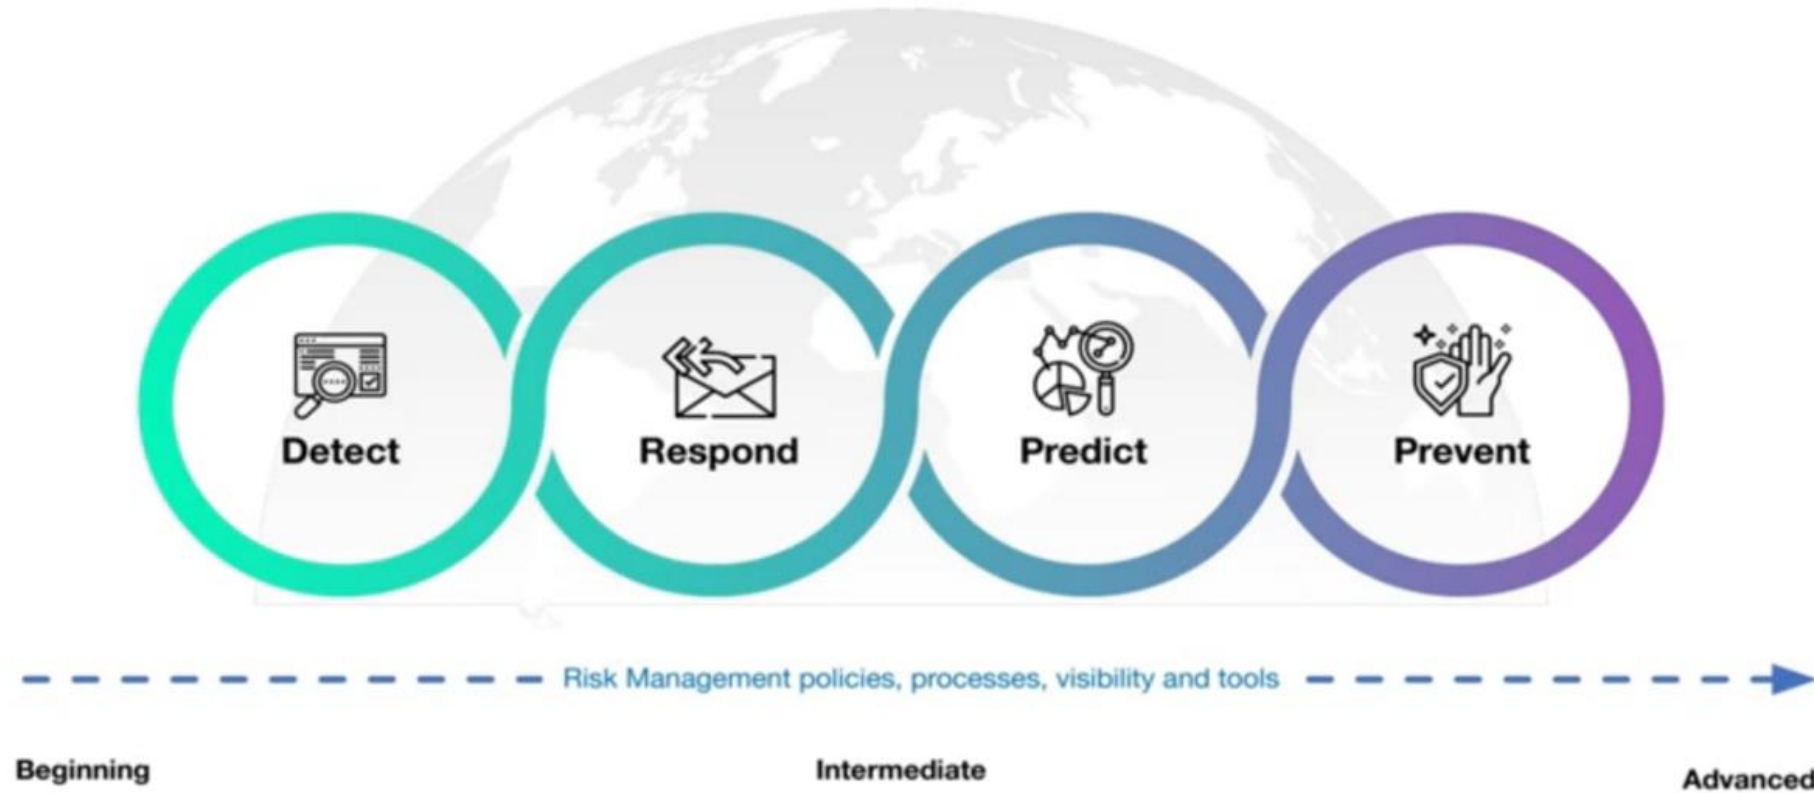 Detect
Respond
Predict
Prevent
Risk Management policies, processes, visibility and tools
Beginning
Intermediate
Advanced